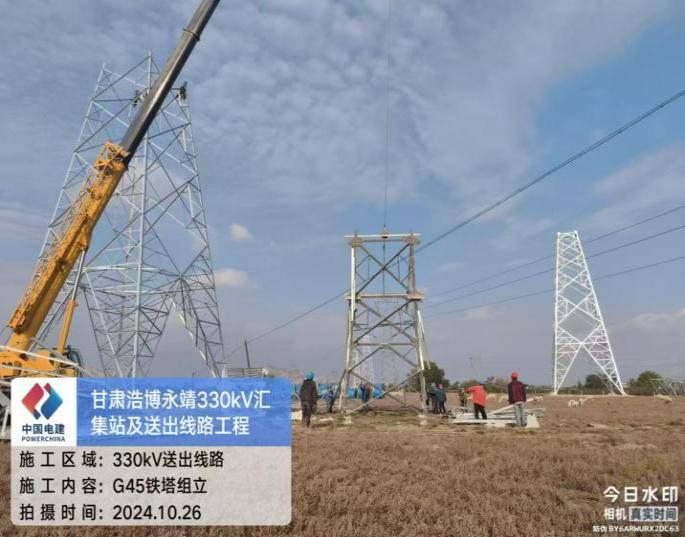 中国电建
POWERCHINA
甘肃浩博永靖330kV汇
集站及送出线路工程
施工区域：330kV送出线路
施工内容：G45铁塔组立
拍摄时间：2024.10.26
今日水印
相机 真实时间
防伪 BY6ARWURX2DC63